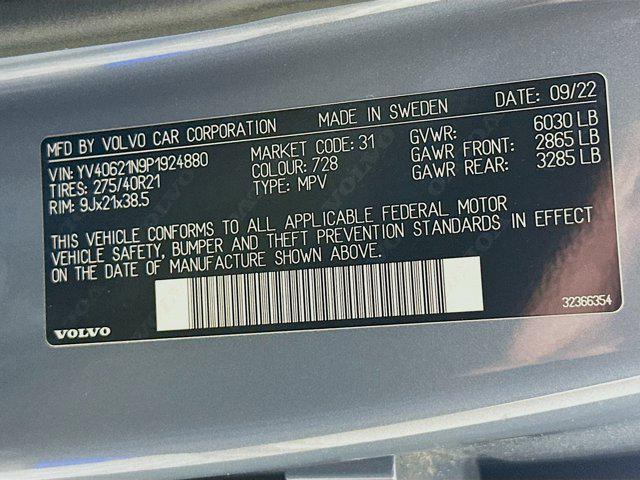 MFD BY VOLVO CAR CORPORATION MADE IN SWEDEN DATE: 09/22
VIN: YV40621N9P1924880 MARKET CODE: 31 GVWR: 6030 LB
TIRES: 275/40R21 COLOUR: 728 GAWR FRONT: 2865 LB
RIM: 9Jx21x38.5 TYPE: MPV GAWR REAR: 3285 LB
THIS VEHICLE CONFORMS TO ALL APPLICABLE FEDERAL MOTOR
VEHICLE SAFETY, BUMPER AND THEFT PREVENTION STANDARDS IN EFFECT
ON THE DATE OF MANUFACTURE SHOWN ABOVE.
VOLVO 32366354